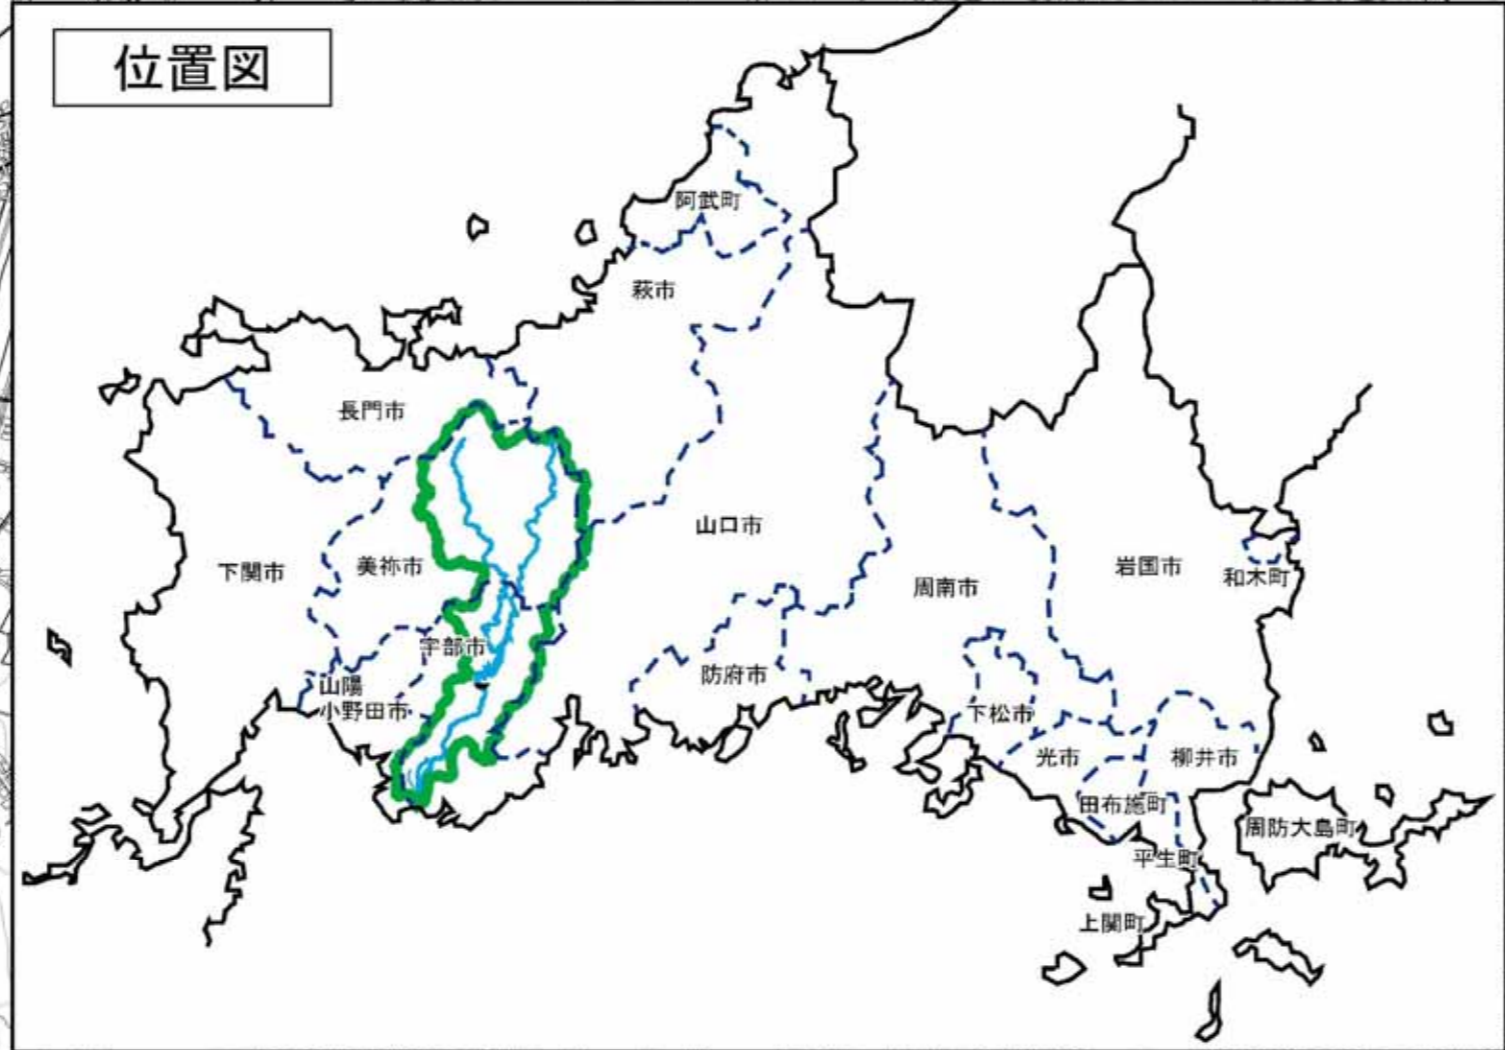 位置図
阿武町
萩市
長門市
山口市
下関市
美祢市
岩国市
和木町
周南市
宇部市
防府市
山陽
小野田市
下松市
光市
柳井市
田布施町
周防大島町
平生町
上関町